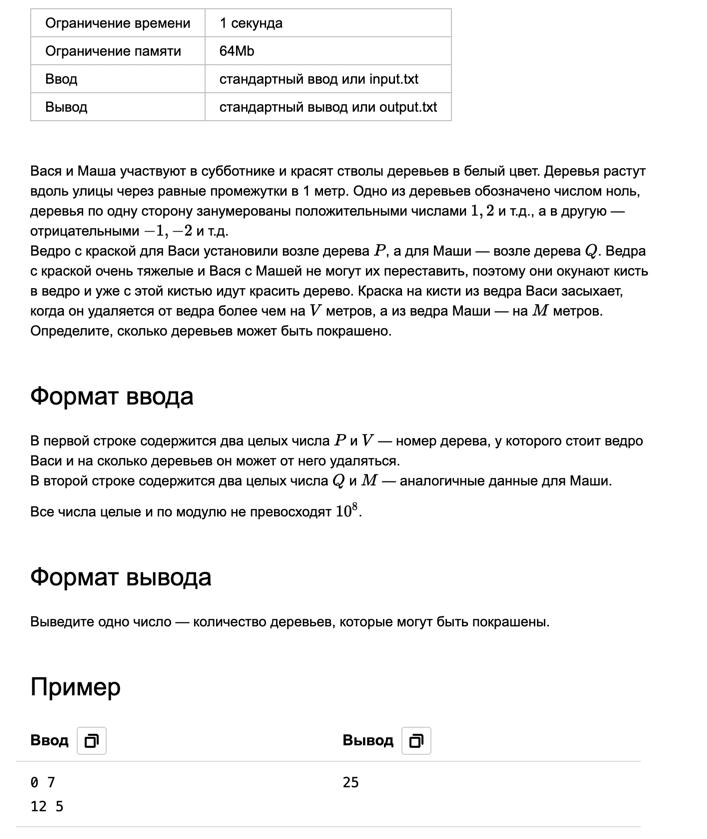 Ограничение времени 1 секунда
Ограничение памяти 64Mb
Ввод стандартный ввод или input.txt
Вывод стандартный вывод или output.txt
Вася и Маша участвуют в субботнике и красят стволы деревьев в белый цвет. Деревья растут
вдоль улицы через равные промежутки в 1 метр. Одно из деревьев обозначено числом ноль,
деревья по одну сторону занумерованы положительными числами 1, 2 и т.д., а в другую —
отрицательными −1, −2 и т.д.
Ведро с краской для Васи установили возле дерева P, а для Маши — возле дерева Q. Ведра
с краской очень тяжелые и Вася с Машей не могут их переставить, поэтому они окунают кисть
в ведро и уже с этой кистью идут красить дерево. Краска на кисти из ведра Васи засыхает,
когда он удаляется от ведра более чем на V метров, а из ведра Маши — на M метров.
Определите, сколько деревьев может быть покрашено.
Формат ввода
В первой строке содержится два целых числа P и V — номер дерева, у которого стоит ведро
Васи и на сколько деревьев он может от него удаляться.
В второй строке содержится два целых числа Q и M — аналогичные данные для Маши.
Все числа целые и по модулю не превосходят 10⁸.
Формат вывода
Выведите одно число — количество деревьев, которые могут быть покрашены.
Пример
Ввод Вывод
0 7 25
12 5